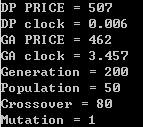 DP PRICE = 507
DP clock = 0.006
GA PRICE = 462
GA clock = 3.457
Generation = 200
Population = 50
Crossover = 80
Mutation = 1